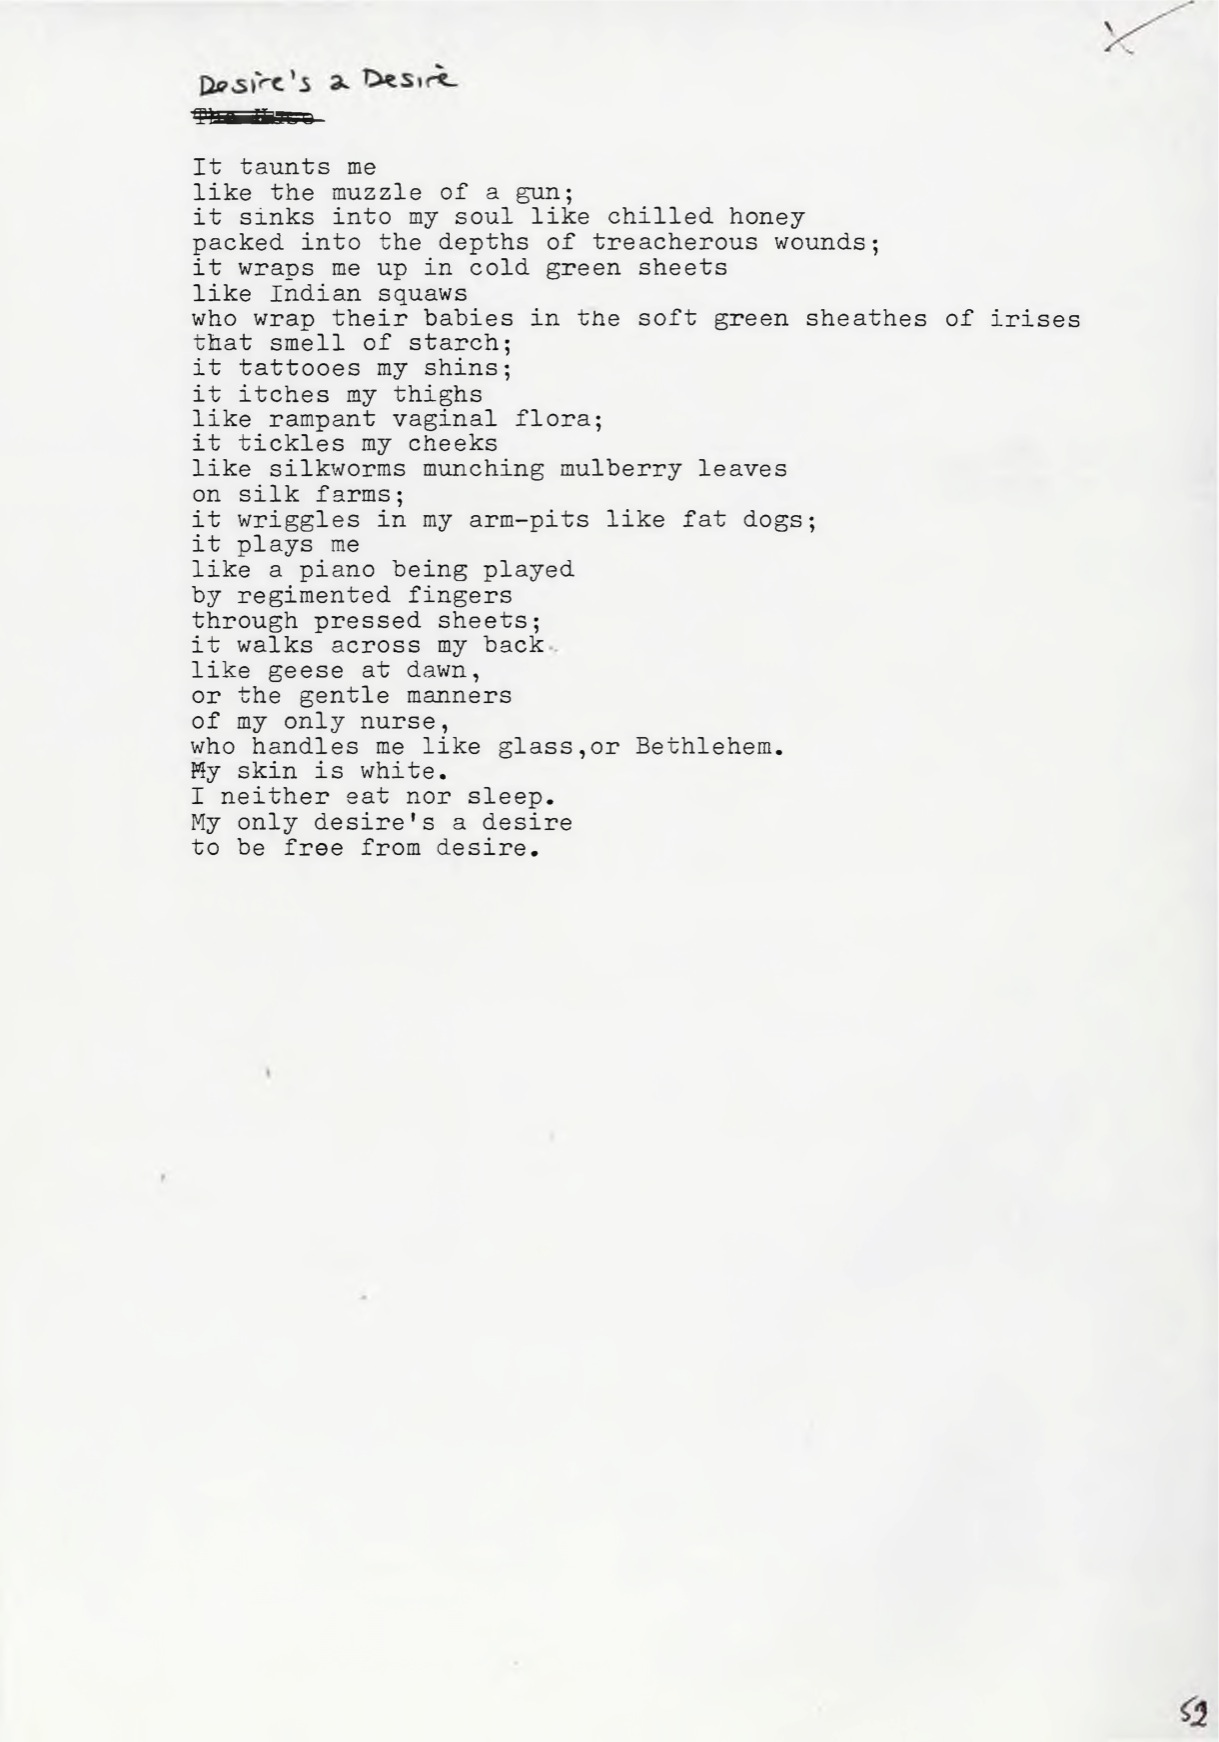 Desire's a Desire
The
It taunts me
like the muzzle of a gun;
it sinks into my soul like chilled honey
packed into the depths of treacherous wounds;
it wraps me up in cold green sheets
like Indian squaws
who wrap their babies in the soft green sheathes of irises
that smell of starch;
it tattooes my shins;
it itches my thighs
like rampant vaginal flora;
it tickles my cheeks
like silkworms munching mulberry leaves
on silk farms;
it wriggles in my arm-pits like fat dogs;
it plays me
like a piano being played
by regimented fingers
through pressed sheets;
it walks across my back
like geese at dawn,
or the gentle manners
of my only nurse,
who handles me like glass,or Bethlehem.
My skin is white.
I neither eat nor sleep.
My only desire's a desire
to be free from desire.
52